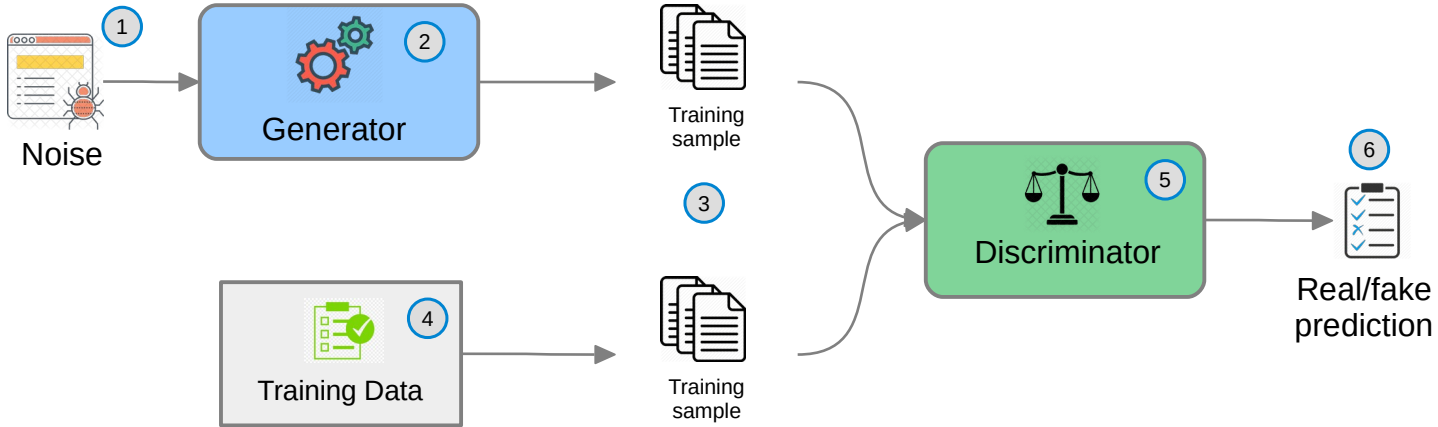 1
Noise
2
Generator
Training
sample
3
4
Training Data
Training
sample
5
Discriminator
6
Real/fake
prediction